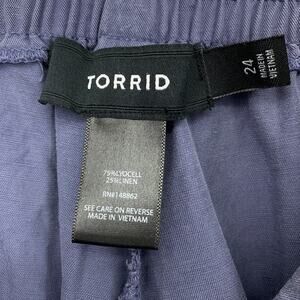 TORRID
24
MADE IN
VIETNAM
75% LYOCELL
25% LINEN
RN#148862
SEE CARE ON REVERSE
MADE IN VIETNAM